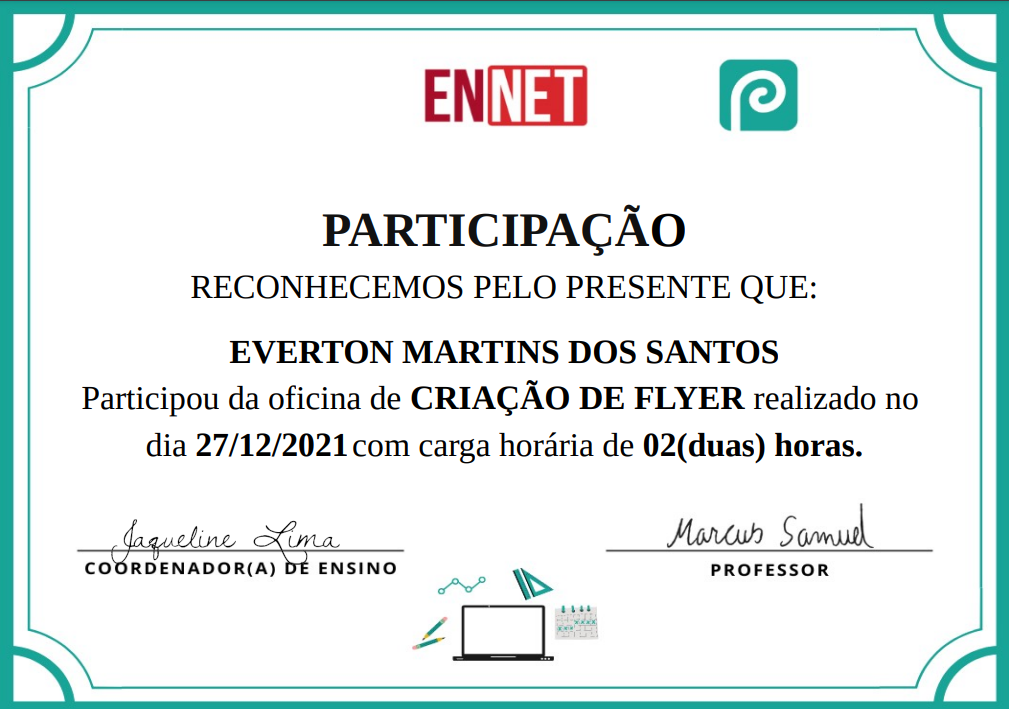 ENNET
PARTICIPAÇÃO
RECONHECEMOS PELO PRESENTE QUE:
EVERTON MARTINS DOS SANTOS
Participou da oficina de CRIAÇÃO DE FLYER realizado no
dia 27/12/2021 com carga horária de 02(duas) horas.
Jaqueline Lima
COORDENADOR(A) DE ENSINO
Marcus Samuel
PROFESSOR